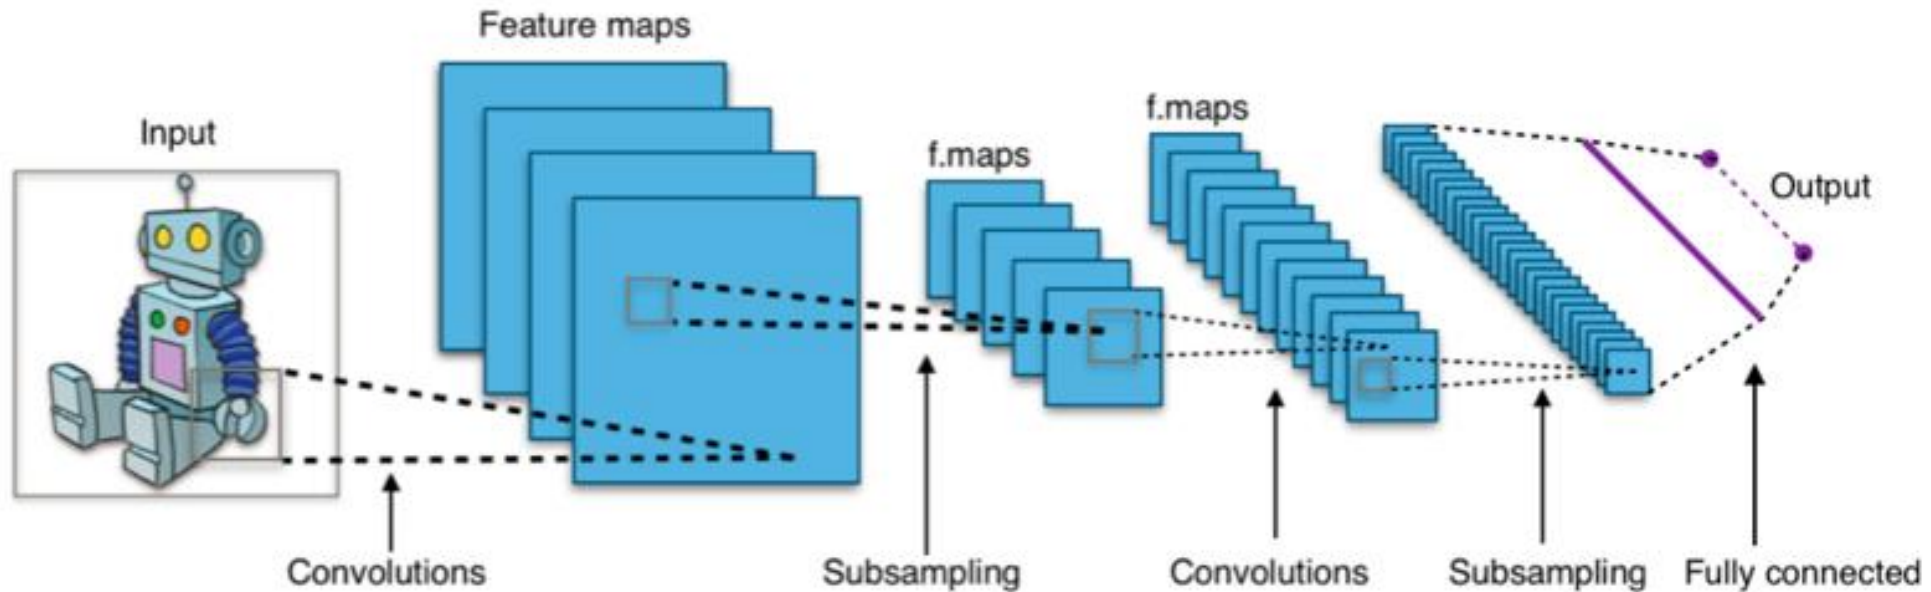 Feature maps
Input
f.maps
f.maps
Output
Convolutions
Subsampling
Convolutions
Subsampling
Fully connected